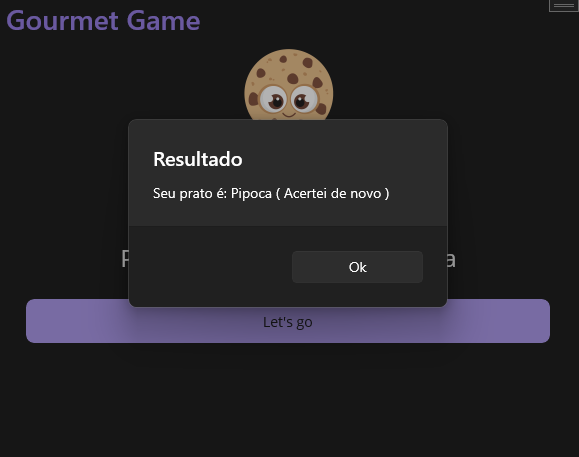 Gourmet Game
Resultado
Seu prato é: Pipoca ( Acertei de novo )
Ok
Let's go